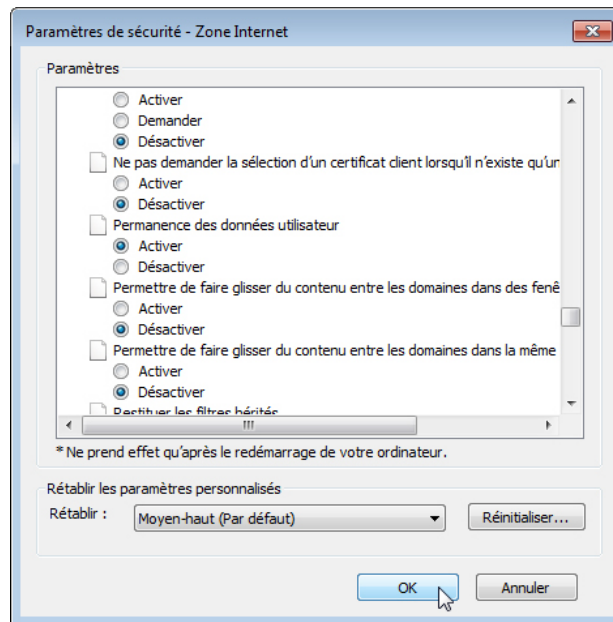 Paramètres de sécurité - Zone Internet
Paramètres
Activer
Demander
Désactiver
Ne pas demander la sélection d'un certificat client lorsqu'il n'existe qu'un
Activer
Désactiver
Permanence des données utilisateur
Activer
Désactiver
Permettre de faire glisser du contenu entre les domaines dans des fenê
Activer
Désactiver
Permettre de faire glisser du contenu entre les domaines dans la même
Activer
Désactiver
Restituer les filtres hérités
* Ne prend effet qu'après le redémarrage de votre ordinateur.
Rétablir les paramètres personnalisés
Rétablir : Moyen-haut (Par défaut) Réinitialiser...
OK Annuler